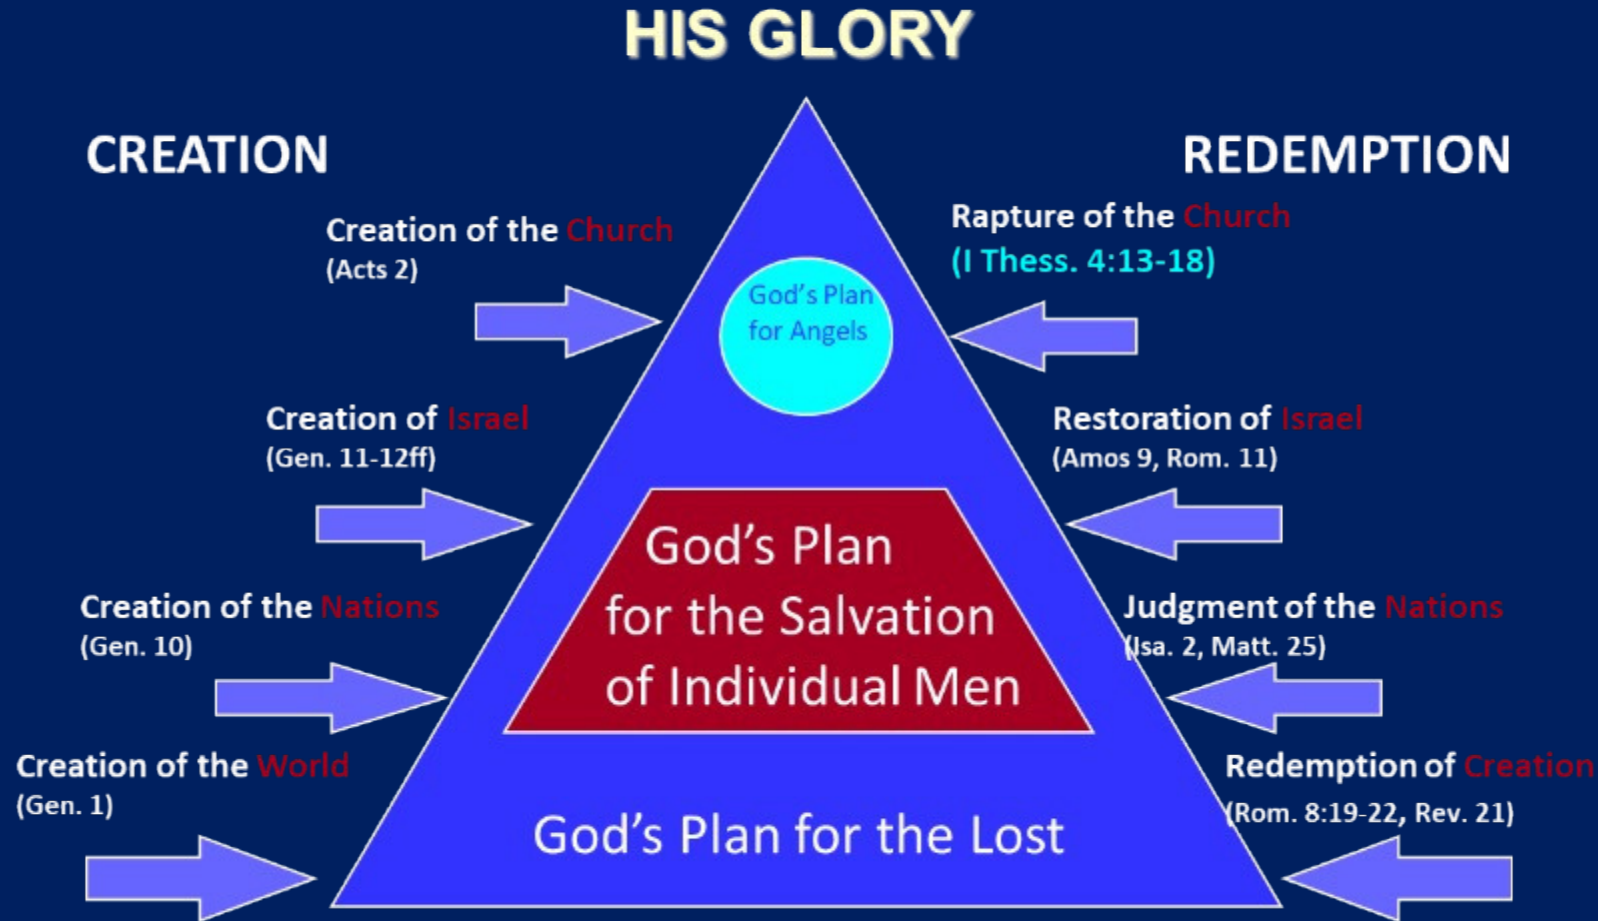 HIS GLORY
CREATION
REDEMPTION
Creation of the Church
(Acts 2)
Rapture of the Church
(I Thess. 4:13-18)
God's Plan
for Angels
Creation of Israel
(Gen. 11-12ff)
Restoration of Israel
(Amos 9, Rom. 11)
God's Plan
for the Salvation
of Individual Men
Creation of the Nations
(Gen. 10)
Judgment of the Nations
(Isa. 2, Matt. 25)
Creation of the World
(Gen. 1)
Redemption of Creation
(Rom. 8:19-22, Rev. 21)
God's Plan for the Lost